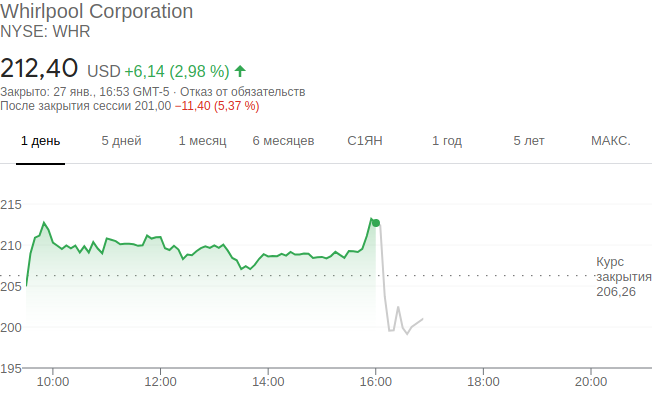 Whirlpool Corporation
NYSE: WHR
212,40 USD +6,14 (2,98 %)
Закрыто: 27 янв., 16:53 GMT-5 · Отказ от обязательств
После закрытия сессии 201,00 −11,40 (5,37 %)
1 день 5 дней 1 месяц 6 месяцев С1ЯН 1 год 5 лет МАКС.
215
210
Курс
закрытия
206,26
205
200
195
10:00 12:00 14:00 16:00 18:00 20:00